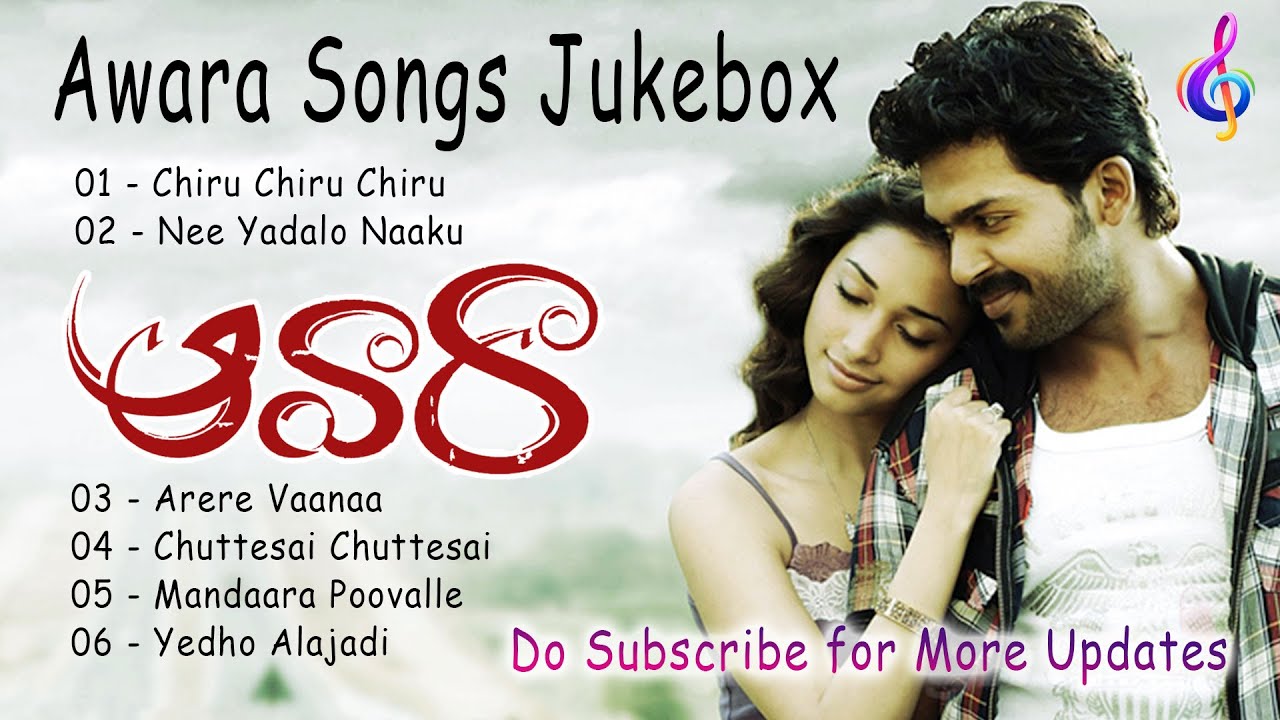 Awara Songs Jukebox
01 - Chiru Chiru Chiru
02 - Nee Yadalo Naaku
ఆవారా
03 - Arere Vaanaa
04 - Chuttesai Chuttesai
05 - Mandaara Poovalle
06 - Yedho Alajadi
Do Subscribe for More Updates